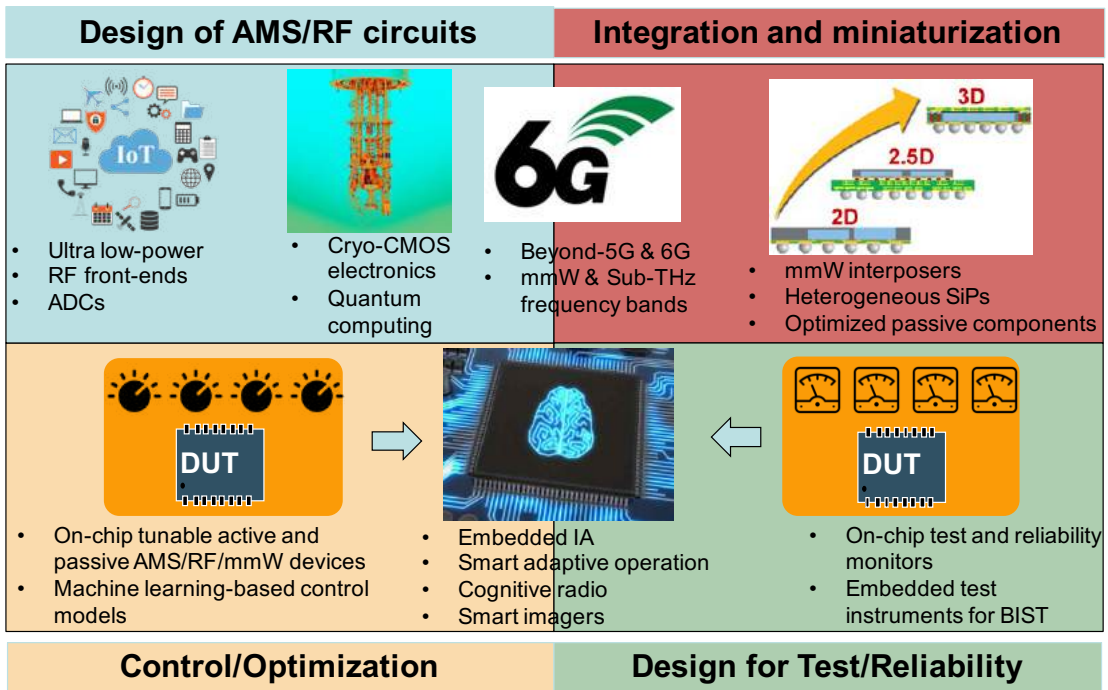 Design of AMS/RF circuits
Integration and miniaturization
IoT
6G
3D
2.5D
2D
• Ultra low-power
• RF front-ends
• ADCs
• Cryo-CMOS
electronics
• Quantum
computing
• Beyond-5G & 6G
• mmW & Sub-THz
frequency bands
• mmW interposers
• Heterogeneous SiPs
• Optimized passive components
DUT
DUT
• On-chip tunable active and
passive AMS/RF/mmW devices
• Machine learning-based control
models
• Embedded IA
• Smart adaptive operation
• Cognitive radio
• Smart imagers
• On-chip test and reliability
monitors
• Embedded test
instruments for BIST
Control/Optimization
Design for Test/Reliability